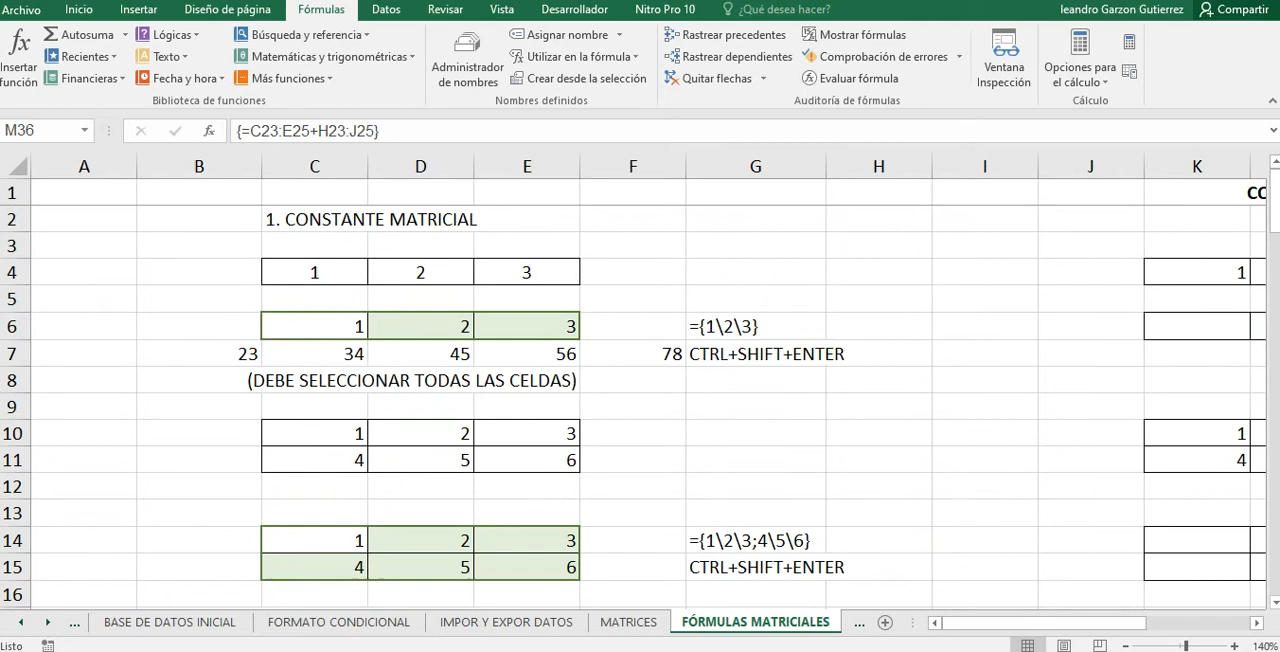 Archivo Inicio Insertar Diseño de página Fórmulas Datos Revisar Vista Desarrollador Nitro Pro 10 ¿Qué desea hacer? leandro Garzon Gutierrez Compartir
fx Insertar función
Autosuma Lógicas Búsqueda y referencia
Recientes Texto Matemáticas y trigonométricas
Financieras Fecha y hora Más funciones
Biblioteca de funciones
Administrador de nombres
Asignar nombre
Utilizar en la fórmula
Crear desde la selección
Nombres definidos
Rastrear precedentes Mostrar fórmulas
Rastrear dependientes Comprobación de errores
Quitar flechas Evaluar fórmula
Auditoría de fórmulas
Ventana Inspección
Opciones para el cálculo
Cálculo
M36 fx {=C23:E25+H23:J25}
A B C D E F G H I J K
1 CO
2 1. CONSTANTE MATRICIAL
3
4 1 2 3 1
5
6 1 2 3 ={1\2\3}
7 23 34 45 56 78 CTRL+SHIFT+ENTER
8 (DEBE SELECCIONAR TODAS LAS CELDAS)
9
10 1 2 3 1
11 4 5 6 4
12
13
14 1 2 3 ={1\2\3;4\5\6}
15 4 5 6 CTRL+SHIFT+ENTER
16
... BASE DE DATOS INICIAL FORMATO CONDICIONAL IMPOR Y EXPOR DATOS MATRICES FÓRMULAS MATRICIALES ...
Listo 140%